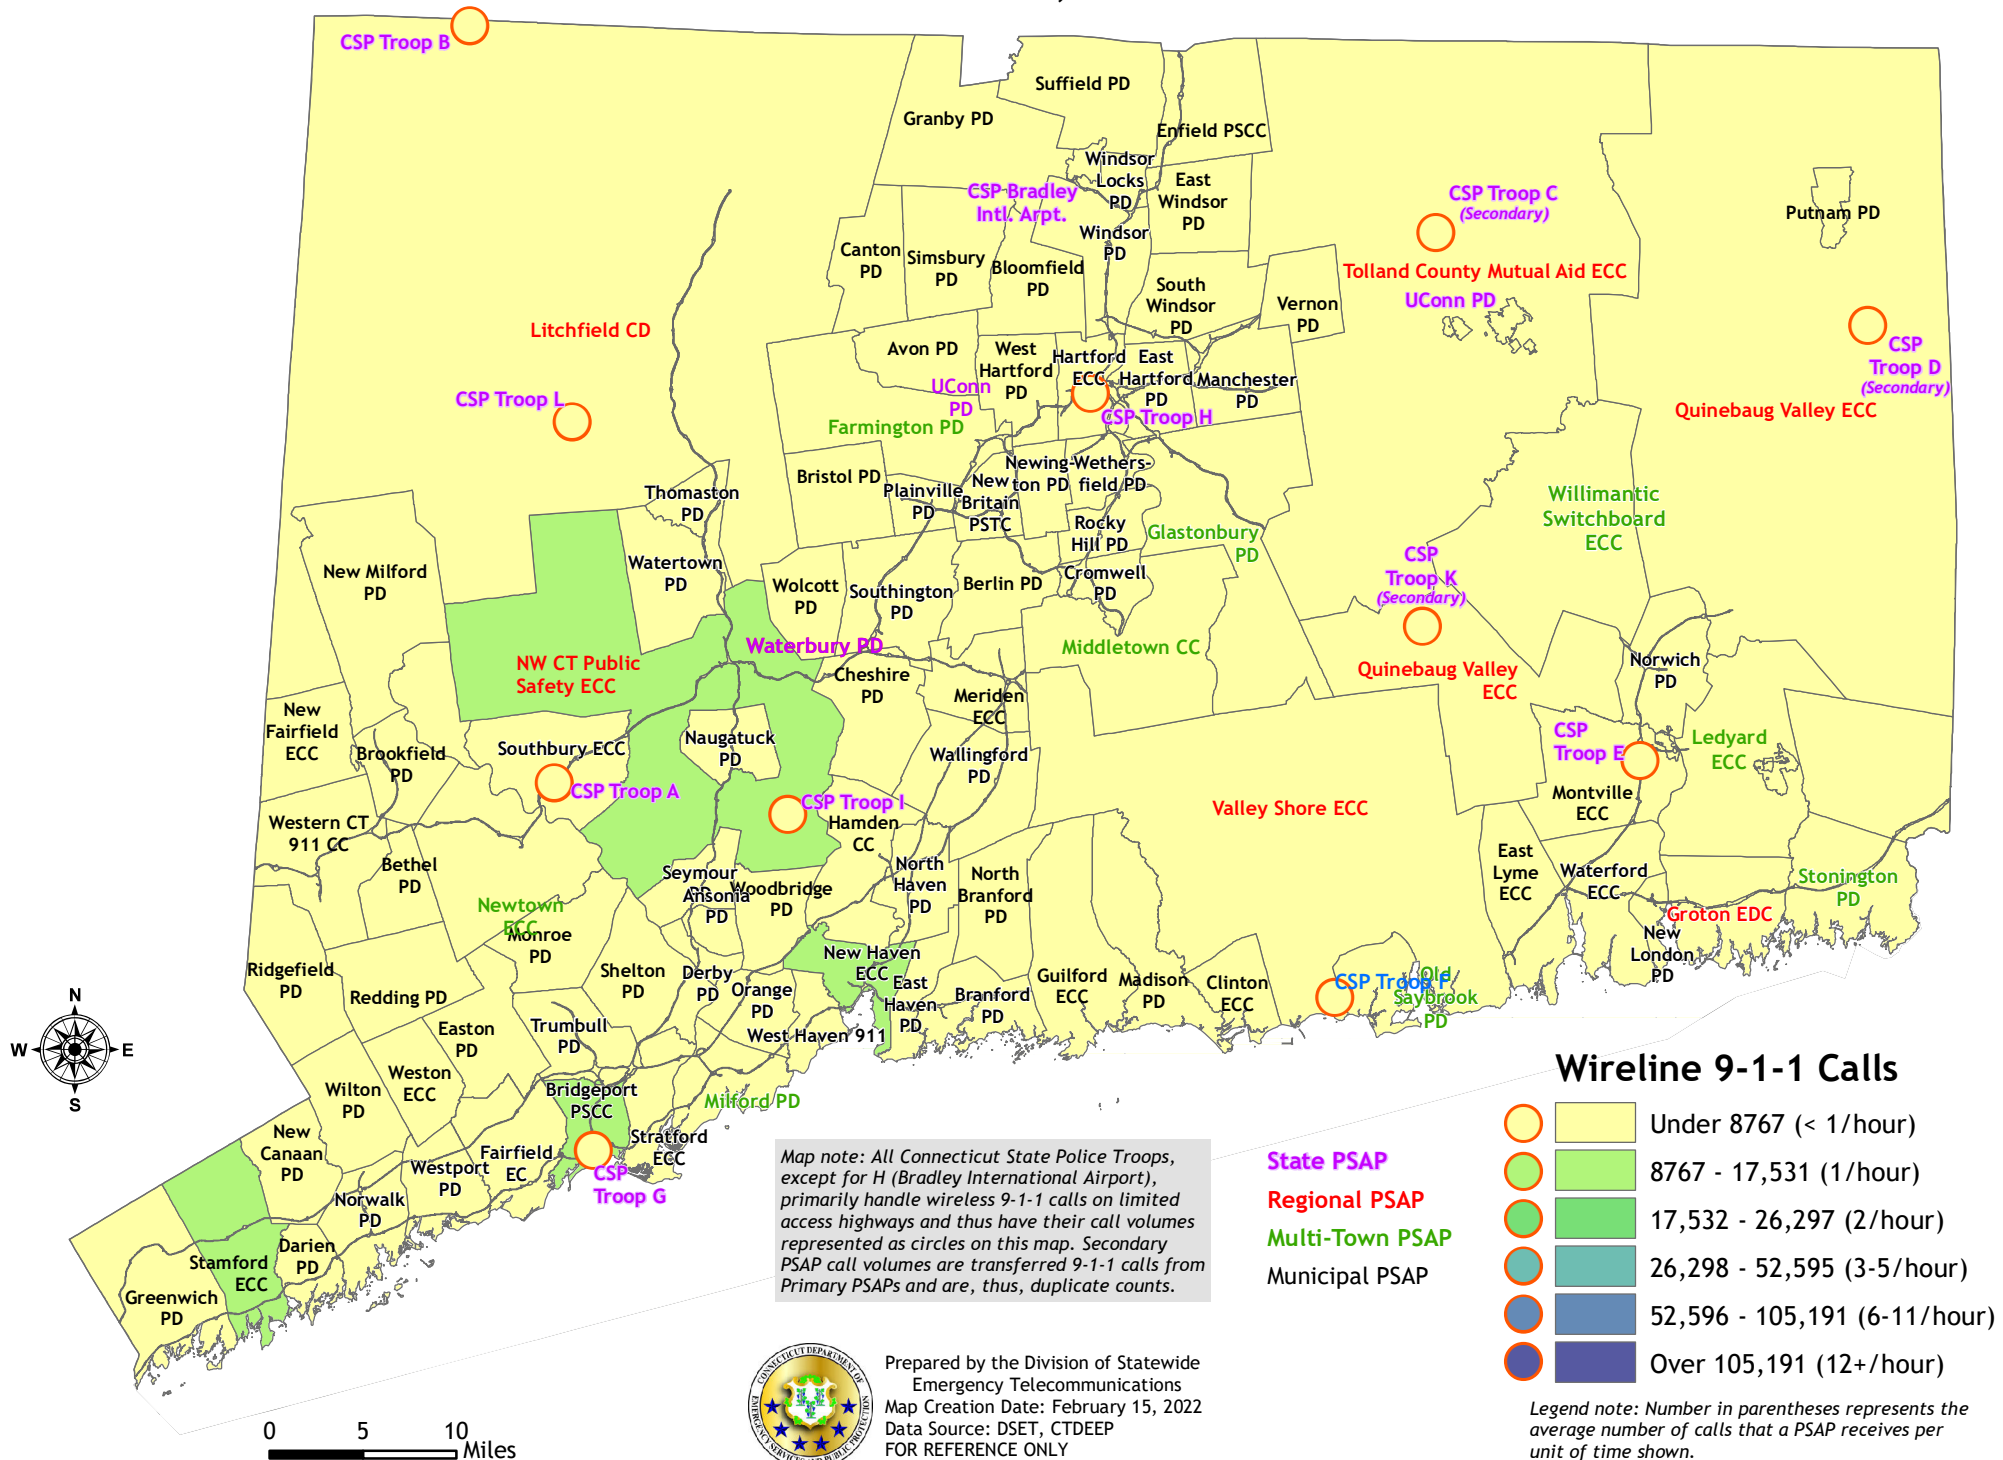 CSP Troop B
Suffield PD
Granby PD
Enfield PSCC
Windsor
Locks
PD
CSP Bradley
Intl. Arpt.
East
Windsor
PD
CSP Troop C
(Secondary)
Putnam PD
Windsor
PD
Canton
PD
Simsbury
PD
Bloomfield
PD
Tolland County Mutual Aid ECC
UConn PD
South
Windsor
PD
Vernon
PD
Litchfield CD
CSP
Troop D
(Secondary)
Avon PD
West
Hartford
PD
Hartford
ECC
East
Hartford
PD
Manchester
PD
UConn
PD
CSP Troop L
CSP Troop H
Quinebaug Valley ECC
Farmington PD
Bristol PD
Plainville
PD
New
Britain
PSTC
Newing-
ton PD
Wethers-
field PD
Thomaston
PD
Willimantic
Switchboard
ECC
Rocky
Hill PD
Glastonbury
PD
New Milford
PD
Watertown
PD
Wolcott
PD
Southington
PD
Berlin PD
Cromwell
PD
CSP
Troop K
(Secondary)
Waterbury PD
Middletown CC
NW CT Public
Safety ECC
Cheshire
PD
Quinebaug Valley
ECC
Norwich
PD
Meriden
ECC
New
Fairfield
ECC
Brookfield
PD
Southbury ECC
Naugatuck
PD
Wallingford
PD
CSP
Troop E
Ledyard
ECC
CSP Troop A
CSP Troop I
Montville
ECC
Valley Shore ECC
Western CT
911 CC
Hamden
CC
Bethel
PD
Seymour
PD
Ansonia
PD
Woodbridge
PD
North
Haven
PD
North
Branford
PD
East
Lyme
ECC
Waterford
ECC
Stonington
PD
Newtown
ECC
Groton EDC
Monroe
PD
New
London
PD
Ridgefield
PD
Redding PD
Shelton
PD
Derby
PD
Orange
PD
New Haven
ECC
East
Haven
PD
Branford
PD
Guilford
ECC
Madison
PD
Clinton
ECC
CSP Troop F
Old
Saybrook
PD
Easton
PD
Trumbull
PD
West Haven 911
N
W
E
S
Wilton
PD
Weston
ECC
Bridgeport
PSCC
Milford PD
New
Canaan
PD
Stratford
ECC
Fairfield
EC
Westport
PD
CSP
Troop G
Norwalk
PD
Darien
PD
Stamford
ECC
Greenwich
PD
Map note: All Connecticut State Police Troops,
except for H (Bradley International Airport),
primarily handle wireless 9-1-1 calls on limited
access highways and thus have their call volumes
represented as circles on this map. Secondary
PSAP call volumes are transferred 9-1-1 calls from
Primary PSAPs and are, thus, duplicate counts.
State PSAP
Regional PSAP
Multi-Town PSAP
Municipal PSAP
Wireline 9-1-1 Calls
Under 8767 (< 1/hour)
8767 - 17,531 (1/hour)
17,532 - 26,297 (2/hour)
26,298 - 52,595 (3-5/hour)
52,596 - 105,191 (6-11/hour)
Over 105,191 (12+/hour)
Legend note: Number in parentheses represents the
average number of calls that a PSAP receives per
unit of time shown.
Prepared by the Division of Statewide
Emergency Telecommunications
Map Creation Date: February 15, 2022
Data Source: DSET, CTDEEP
FOR REFERENCE ONLY
CONNECTICUT DEPARTMENT OF
EMERGENCY SERVICES AND PUBLIC PROTECTION
0 5 10
Miles